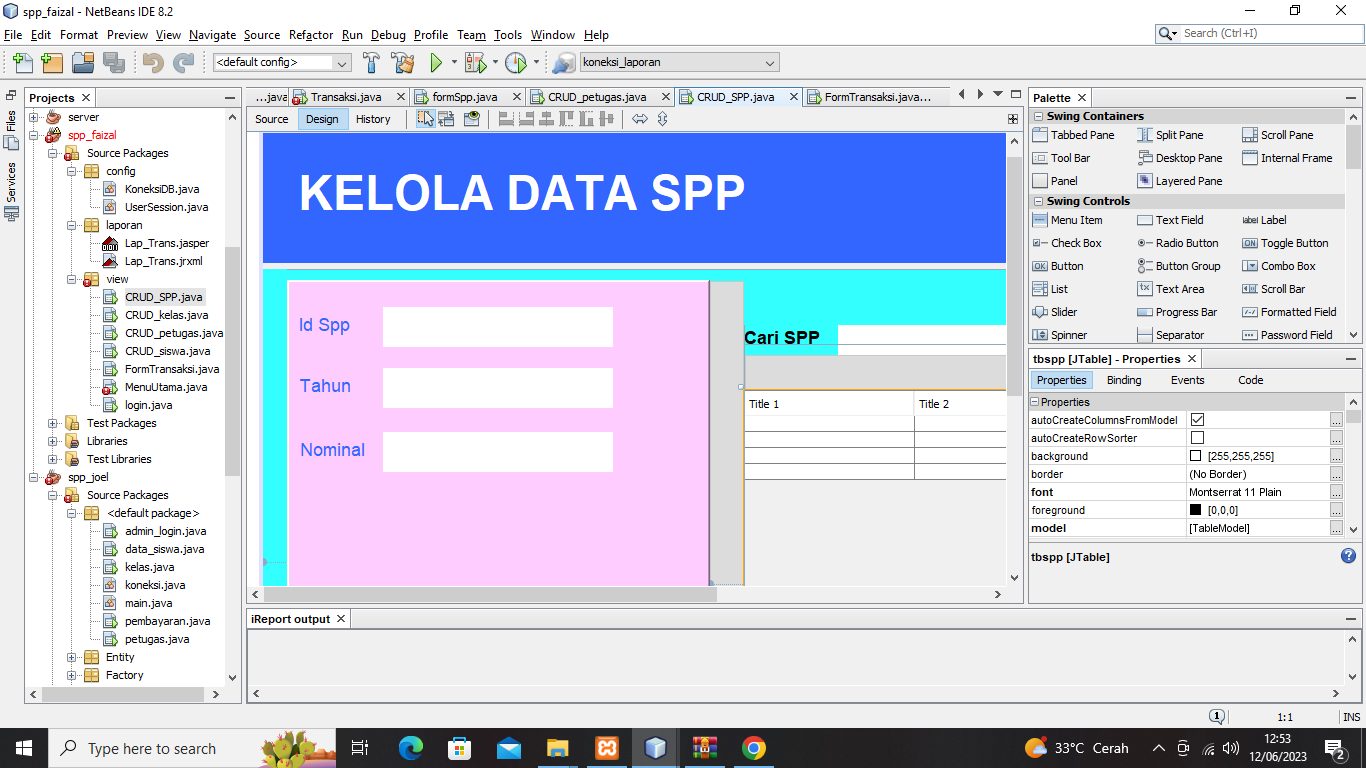 spp_faizal - NetBeans IDE 8.2
File Edit Format Preview View Navigate Source Refactor Run Debug Profile Team Tools Window Help
Search (Ctrl+I)
<default config>
koneksi_laporan
Projects
Files
Services
server
spp_faizal
Source Packages
config
KoneksiDB.java
UserSession.java
laporan
Lap_Trans.jasper
Lap_Trans.jrxml
view
CRUD_SPP.java
CRUD_kelas.java
CRUD_petugas.java
CRUD_siswa.java
FormTransaksi.java
MenuUtama.java
login.java
Test Packages
Libraries
Test Libraries
spp_joel
Source Packages
<default package>
admin_login.java
data_siswa.java
kelas.java
koneksi.java
main.java
pembayaran.java
petugas.java
Entity
Factory
...java Transaksi.java formSpp.java CRUD_petugas.java CRUD_SPP.java FormTransaksi.java...
Source Design History
KELOLA DATA SPP
Id Spp
Tahun
Nominal
Cari SPP
Title 1 Title 2
Palette
Swing Containers
Tabbed Pane Split Pane Scroll Pane
Tool Bar Desktop Pane Internal Frame
Panel Layered Pane
Swing Controls
Menu Item Text Field Label
Check Box Radio Button Toggle Button
Button Button Group Combo Box
List Text Area Scroll Bar
Slider Progress Bar Formatted Field
Spinner Separator Password Field
tbspp [JTable] - Properties
Properties Binding Events Code
Properties
autoCreateColumnsFromModel
autoCreateRowSorter
background [255,255,255]
border (No Border)
font Montserrat 11 Plain
foreground [0,0,0]
model [TableModel]
tbspp [JTable]
iReport output
1 1:1 INS
Type here to search
33°C Cerah
12:53
12/06/2023
2